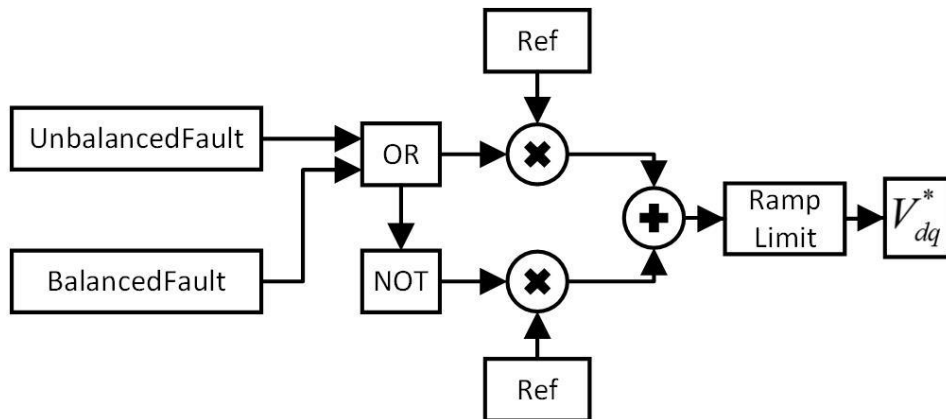 Ref
UnbalancedFault
OR
Ramp
Limit
V*dq
BalancedFault
NOT
Ref